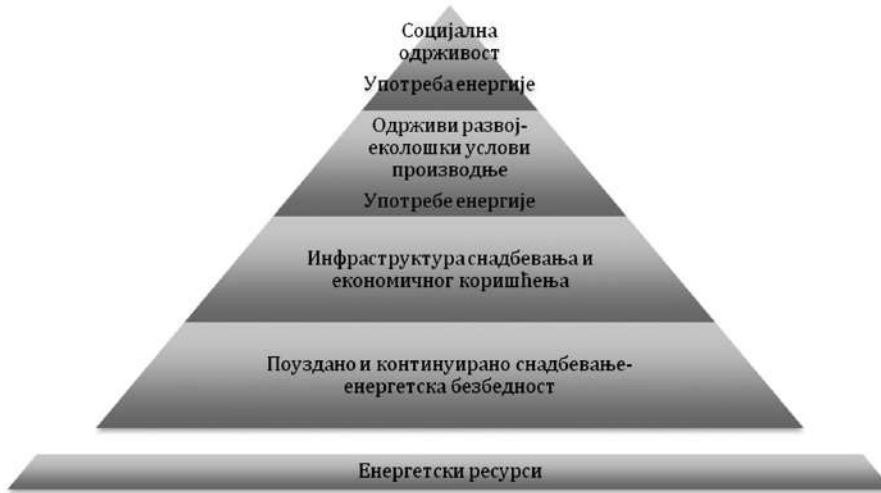 Социјална
одрживост
Употреба енергије
Одрживи развој-
еколошки услови
производње
Употребе енергије
Инфраструктура снадбевања и
економичног коришћења
Поуздано и континуирано снадбевање-
енергетска безбедност
Енергетски ресурси